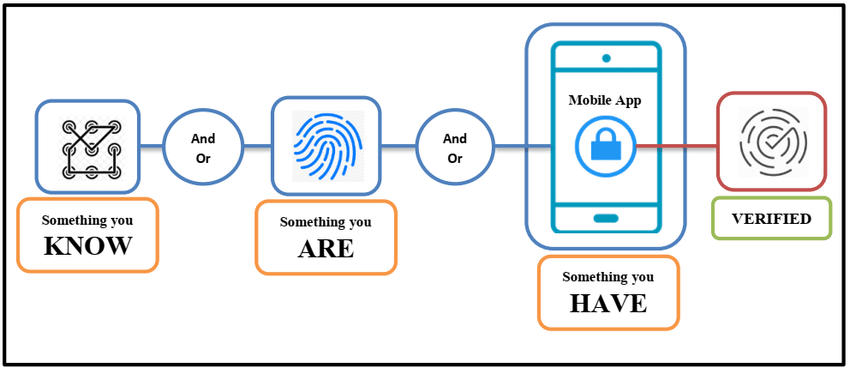 And
Or
And
Or
Mobile App
Something you
KNOW
Something you
ARE
Something you
HAVE
VERIFIED